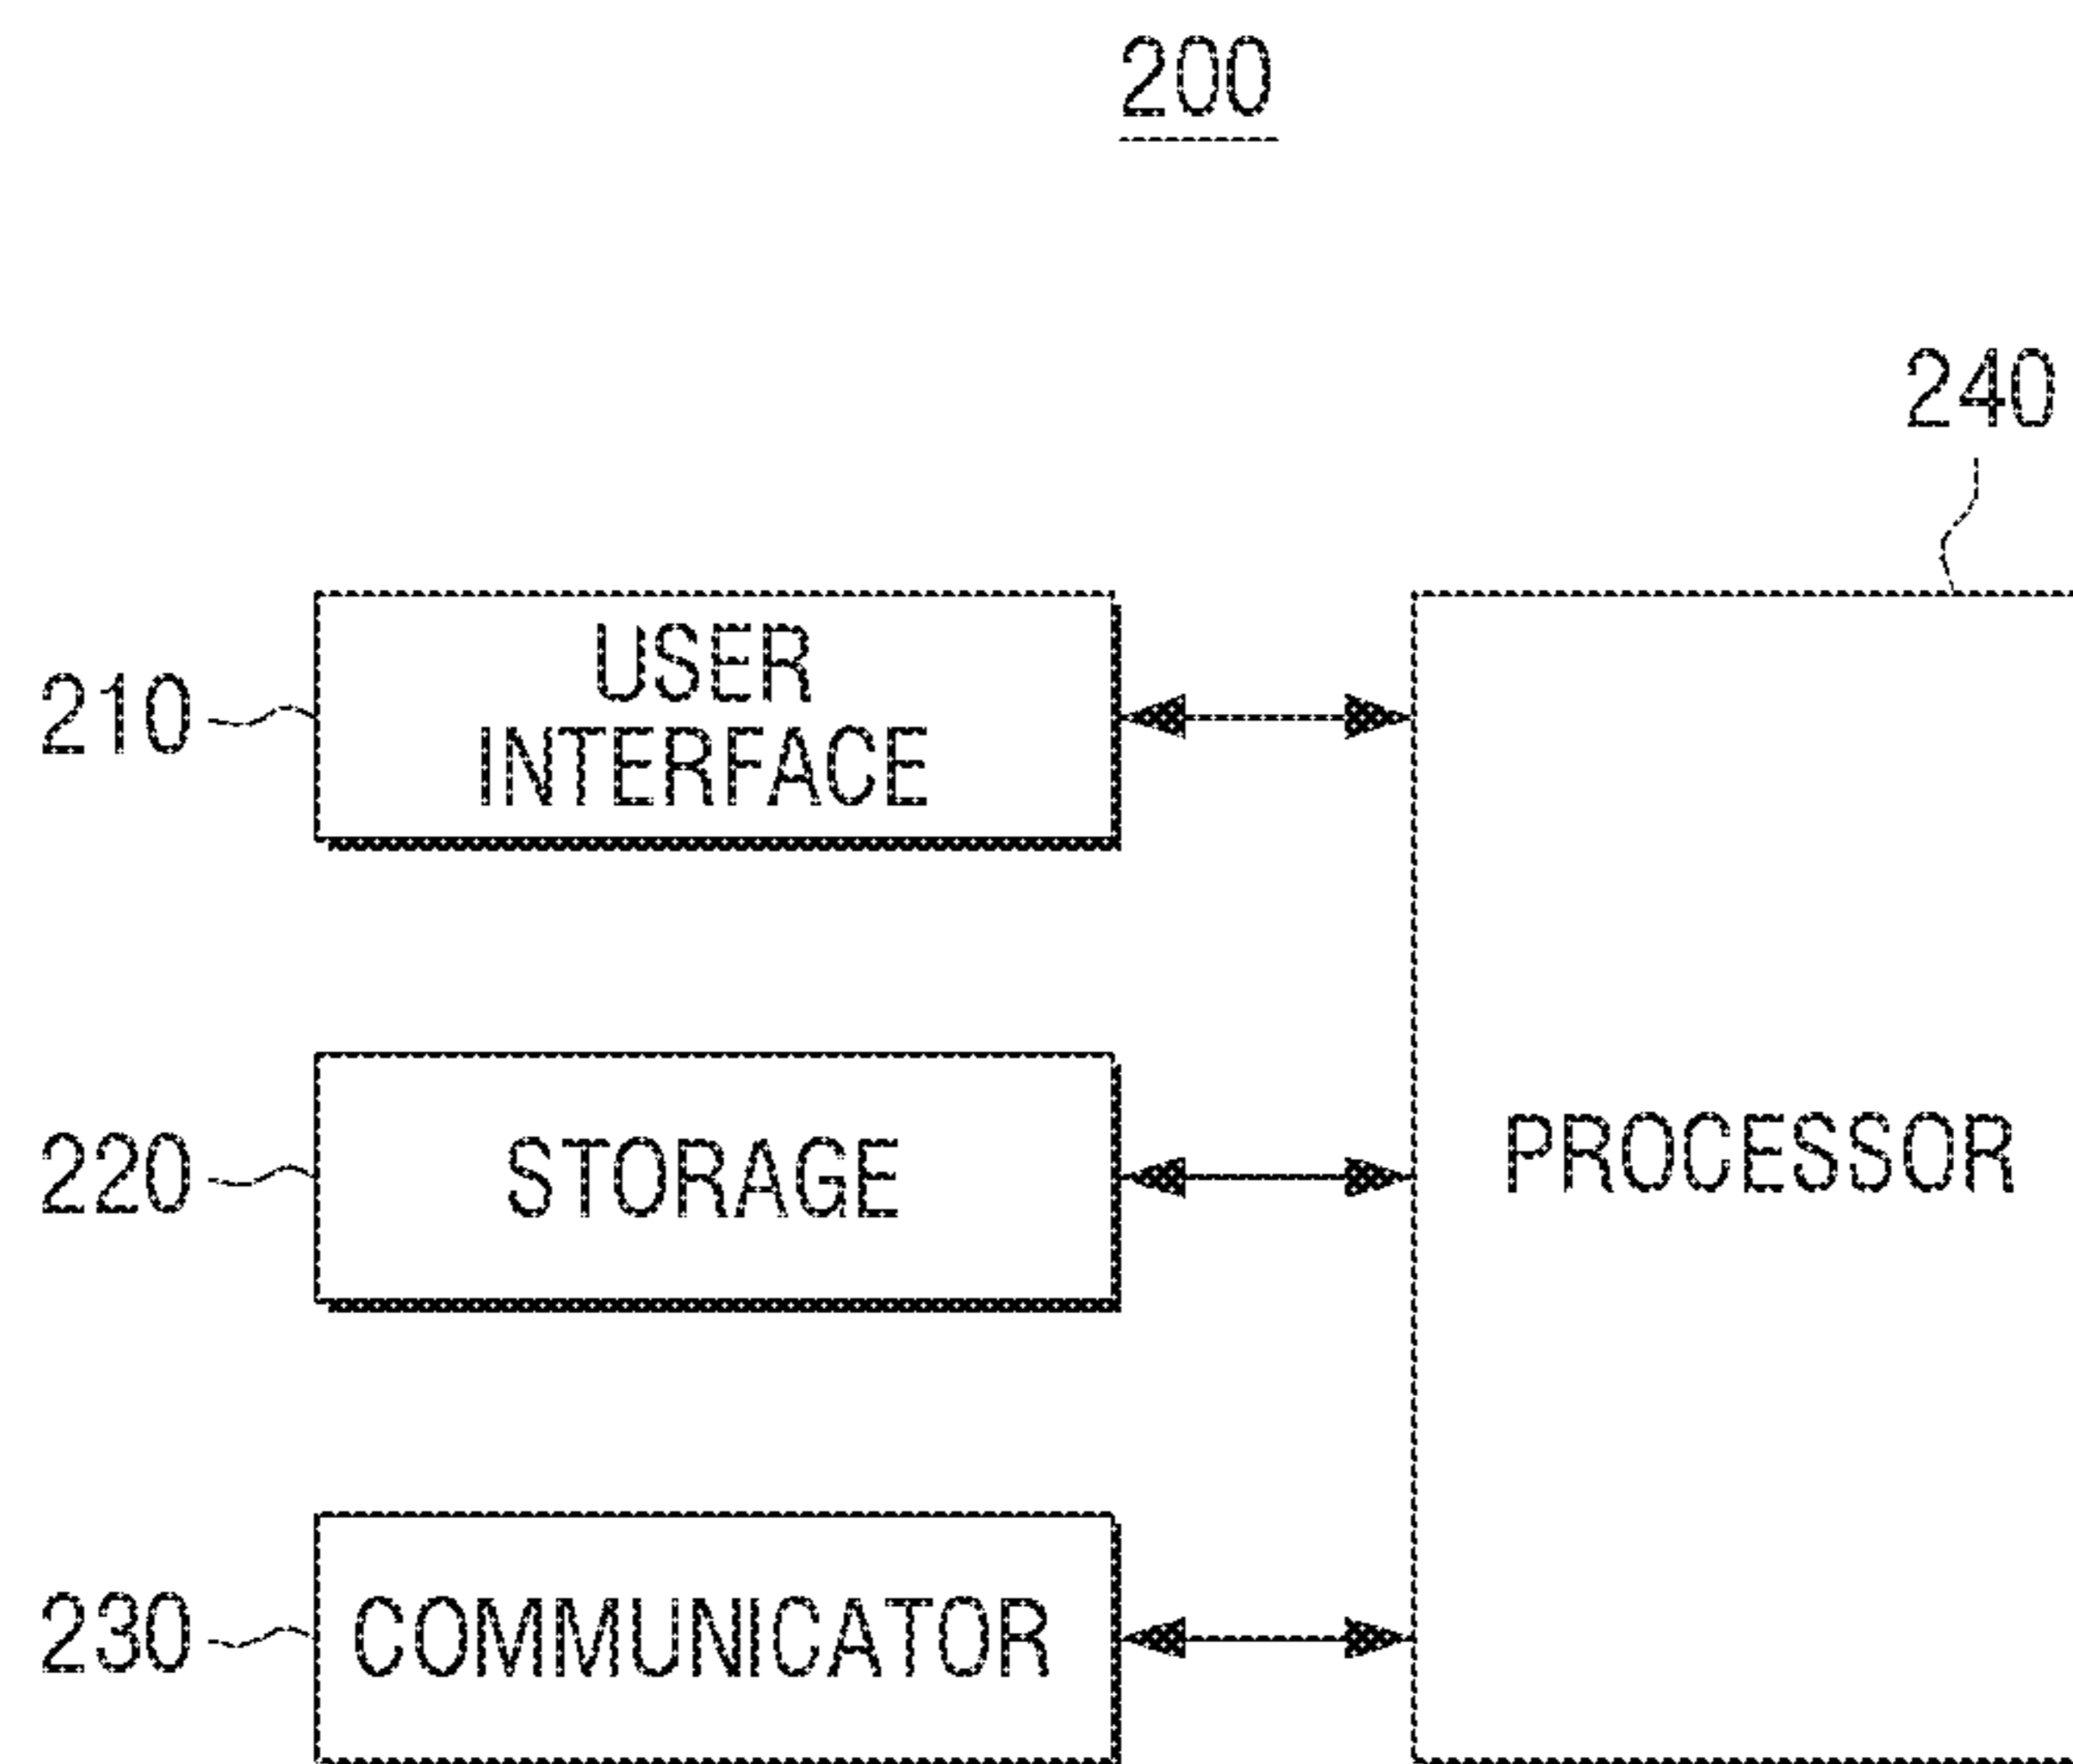 200
240
210
USER
INTERFACE
220
STORAGE
PROCESSOR
230
COMMUNICATOR